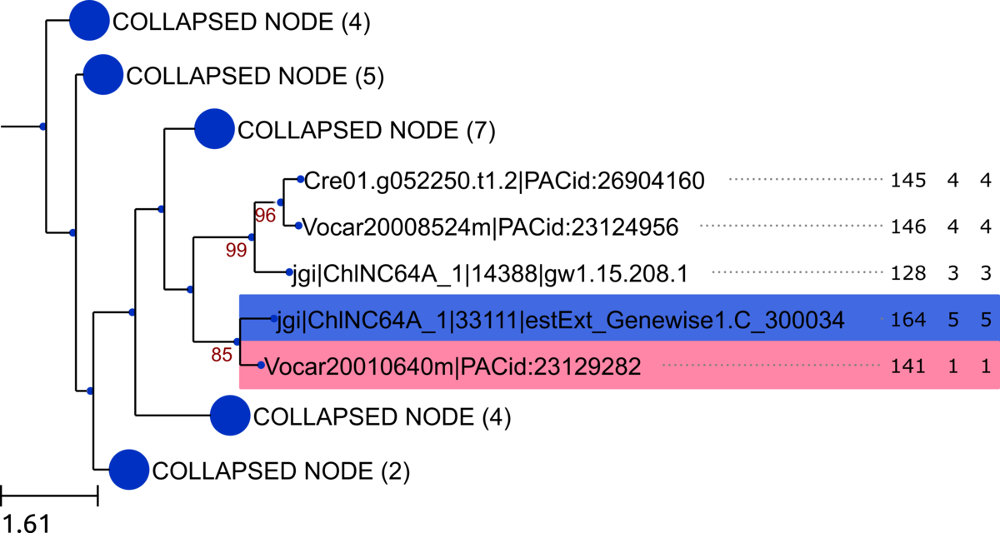 COLLAPSED NODE (4)
COLLAPSED NODE (5)
COLLAPSED NODE (7)
Cre01.g052250.t1.2|PACid:26904160 145 4 4
96
Vocar20008524m|PACid:23124956 146 4 4
99
jgi|ChlNC64A_1|14388|gw1.15.208.1 128 3 3
jgi|ChlNC64A_1|33111|estExt_Genewise1.C_300034 164 5 5
85
Vocar20010640m|PACid:23129282 141 1 1
COLLAPSED NODE (4)
COLLAPSED NODE (2)
1.61